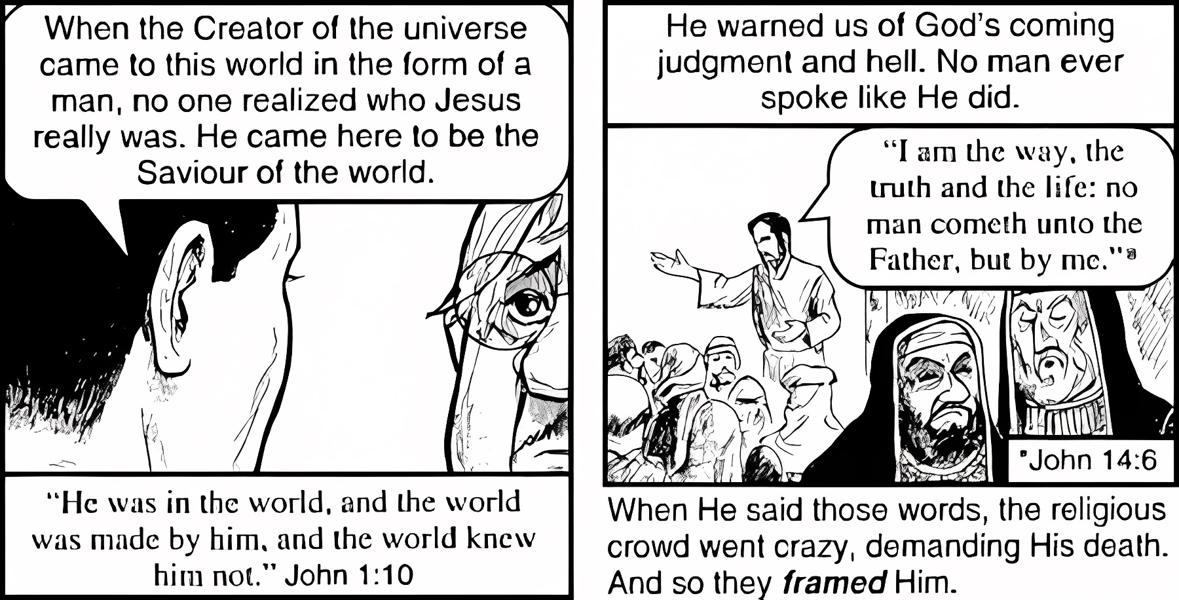 When the Creator of the universe
came to this world in the form of a
man, no one realized who Jesus
really was. He came here to be the
Saviour of the world.
"He was in the world, and the world
was made by him, and the world knew
him not." John 1:10
He warned us of God's coming
judgment and hell. No man ever
spoke like He did.
"I am the way, the
truth and the life: no
man cometh unto the
Father, but by me."*
*John 14:6
When He said those words, the religious
crowd went crazy, demanding His death.
And so they framed Him.